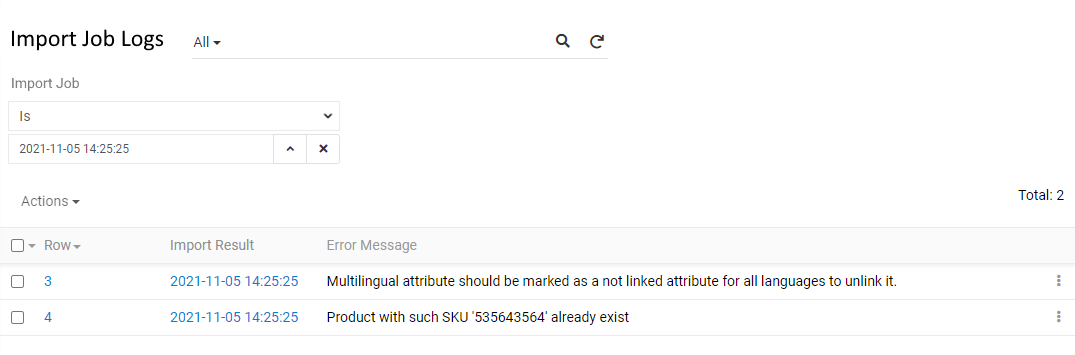 Import Job Logs
All
Import Job
Is
2021-11-05 14:25:25
Actions
Total: 2
Row Import Result Error Message
3 2021-11-05 14:25:25 Multilingual attribute should be marked as a not linked attribute for all languages to unlink it.
4 2021-11-05 14:25:25 Product with such SKU '535643564' already exist